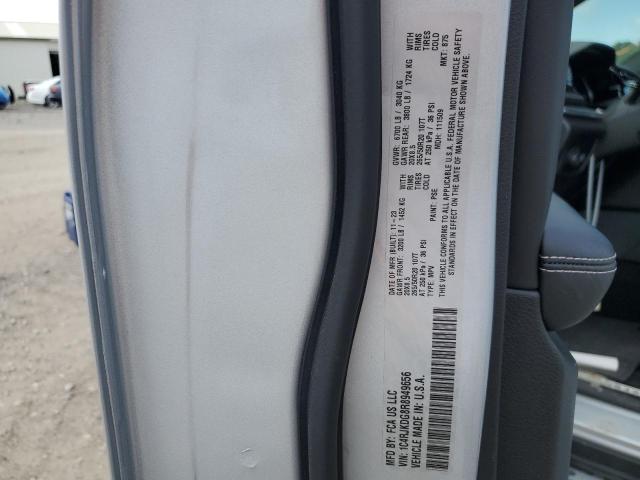 MFD BY: FCA US LLC
VIN: 1C4RJKDG8R8949656
VEHICLE MADE IN: U.S.A.
DATE OF MFR (BUILT): 11-23
GAWR FRONT: 3200 LB / 1452 KG WITH
20X8.5 RIMS
265/50R20 107T TIRES
AT 250 kPa / 36 PSI COLD
TYPE: MPV
PAINT: PSE
GVWR: 6700 LB / 3040 KG
GAWR REAR: 3800 LB / 1724 KG WITH
20X8.5 RIMS
265/50R20 107T TIRES
AT 250 kPa / 36 PSI COLD
MDH: 111509
MKT: 875
THIS VEHICLE CONFORMS TO ALL APPLICABLE U.S.A. FEDERAL MOTOR VEHICLE SAFETY
STANDARDS IN EFFECT ON THE DATE OF MANUFACTURE SHOWN ABOVE.